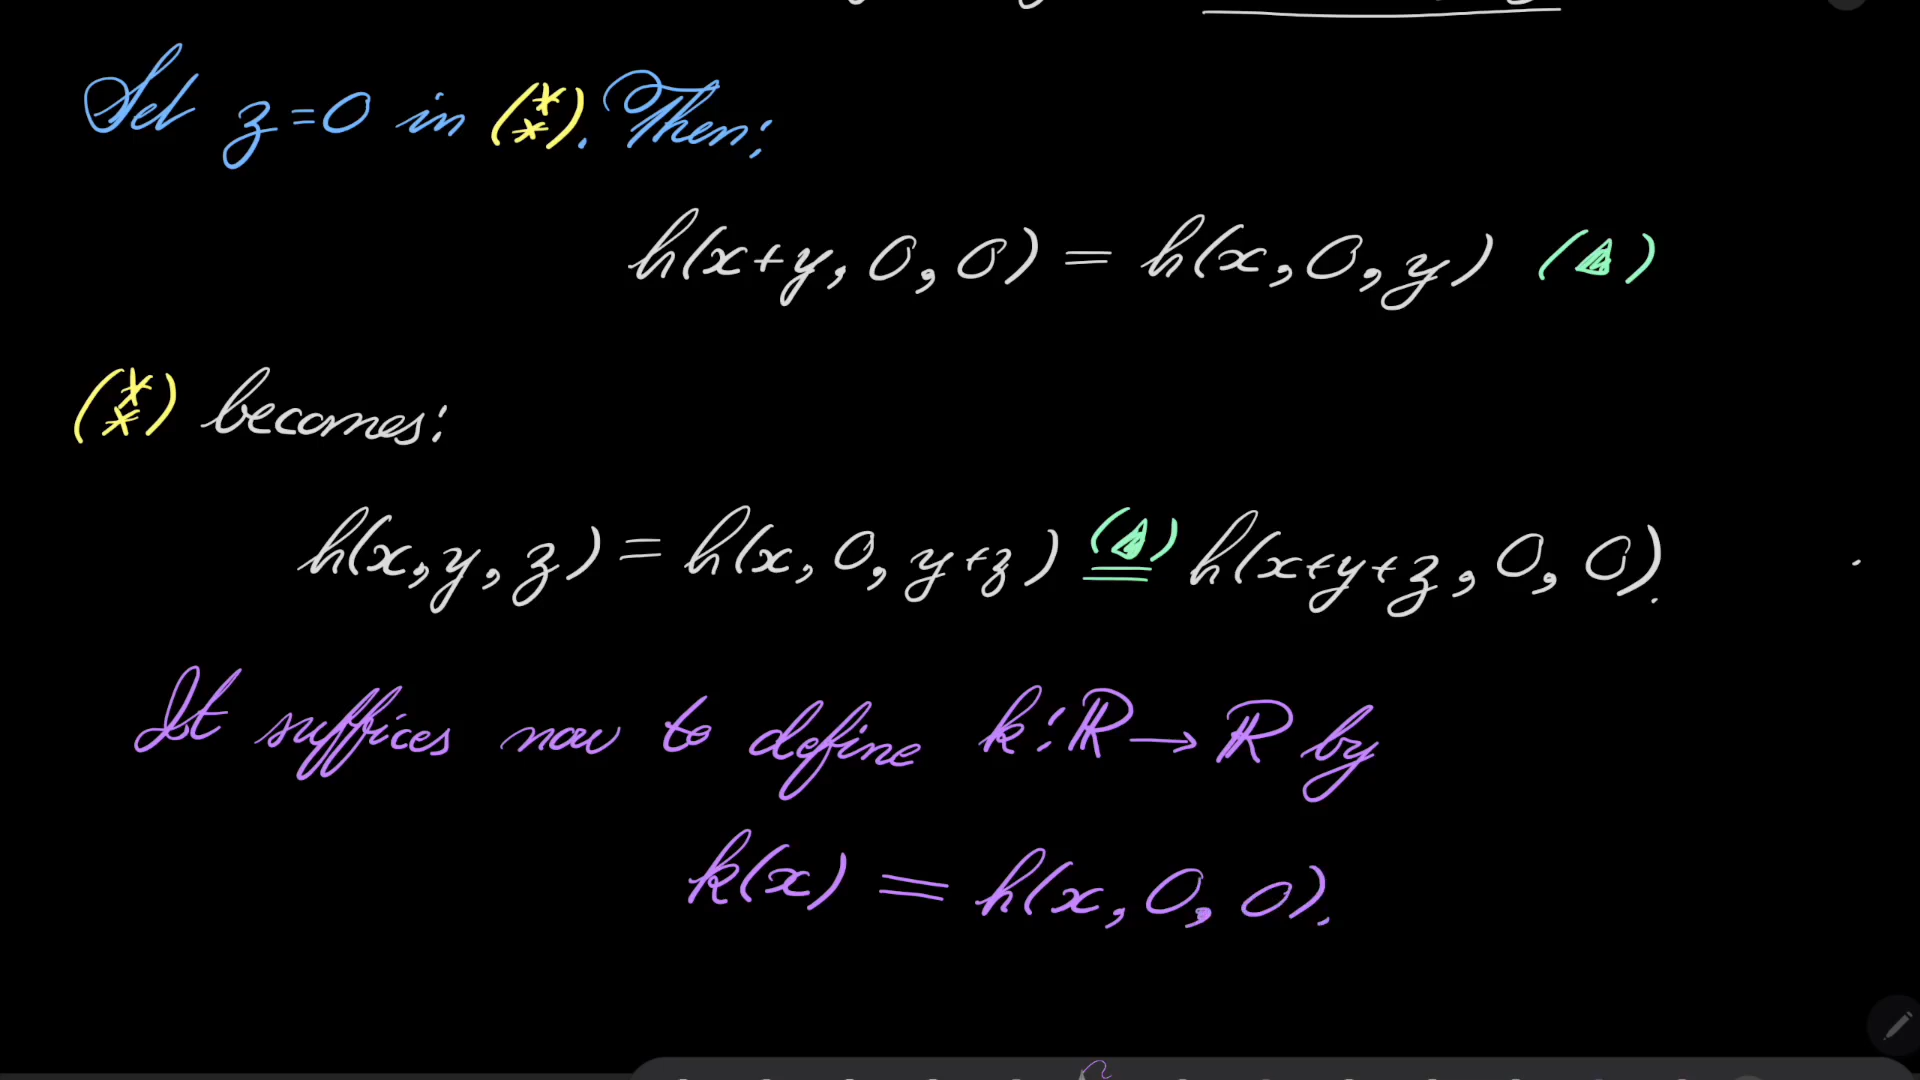 Set z=0 in (**). Then:
h(x+y, 0, 0) = h(x, 0, y) (Δ)
(**) becomes:
h(x, y, z) = h(x, 0, y+z) (Δ)= h(x+y+z, 0, 0).
It suffices now to define k:ℝ→ℝ by
k(x) = h(x, 0, 0).